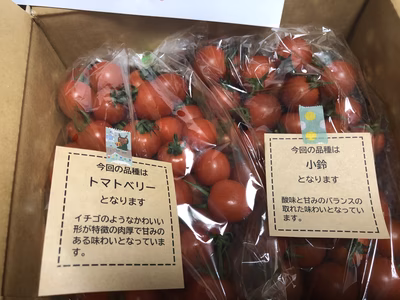 今回の品種は
トマトベリー
となります
イチゴのようなかわいい
形が特徴の肉厚で甘みの
ある味わいとなっていま
す。
今回の品種は
小鈴
となります
酸味と甘みのバランスの
取れた味わいとなってい
ます。